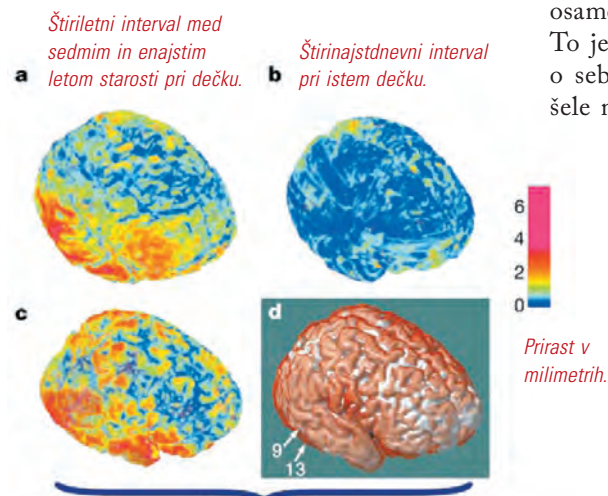 Štiriletni interval med
sedmim in enajstim
letom starosti pri dečku.
a
Štirinajstdnevni interval
pri istem dečku.
b
osam
To je
o seb
šele
6
4
2
0
Prirast v
milimetrih.
c
d
9
13